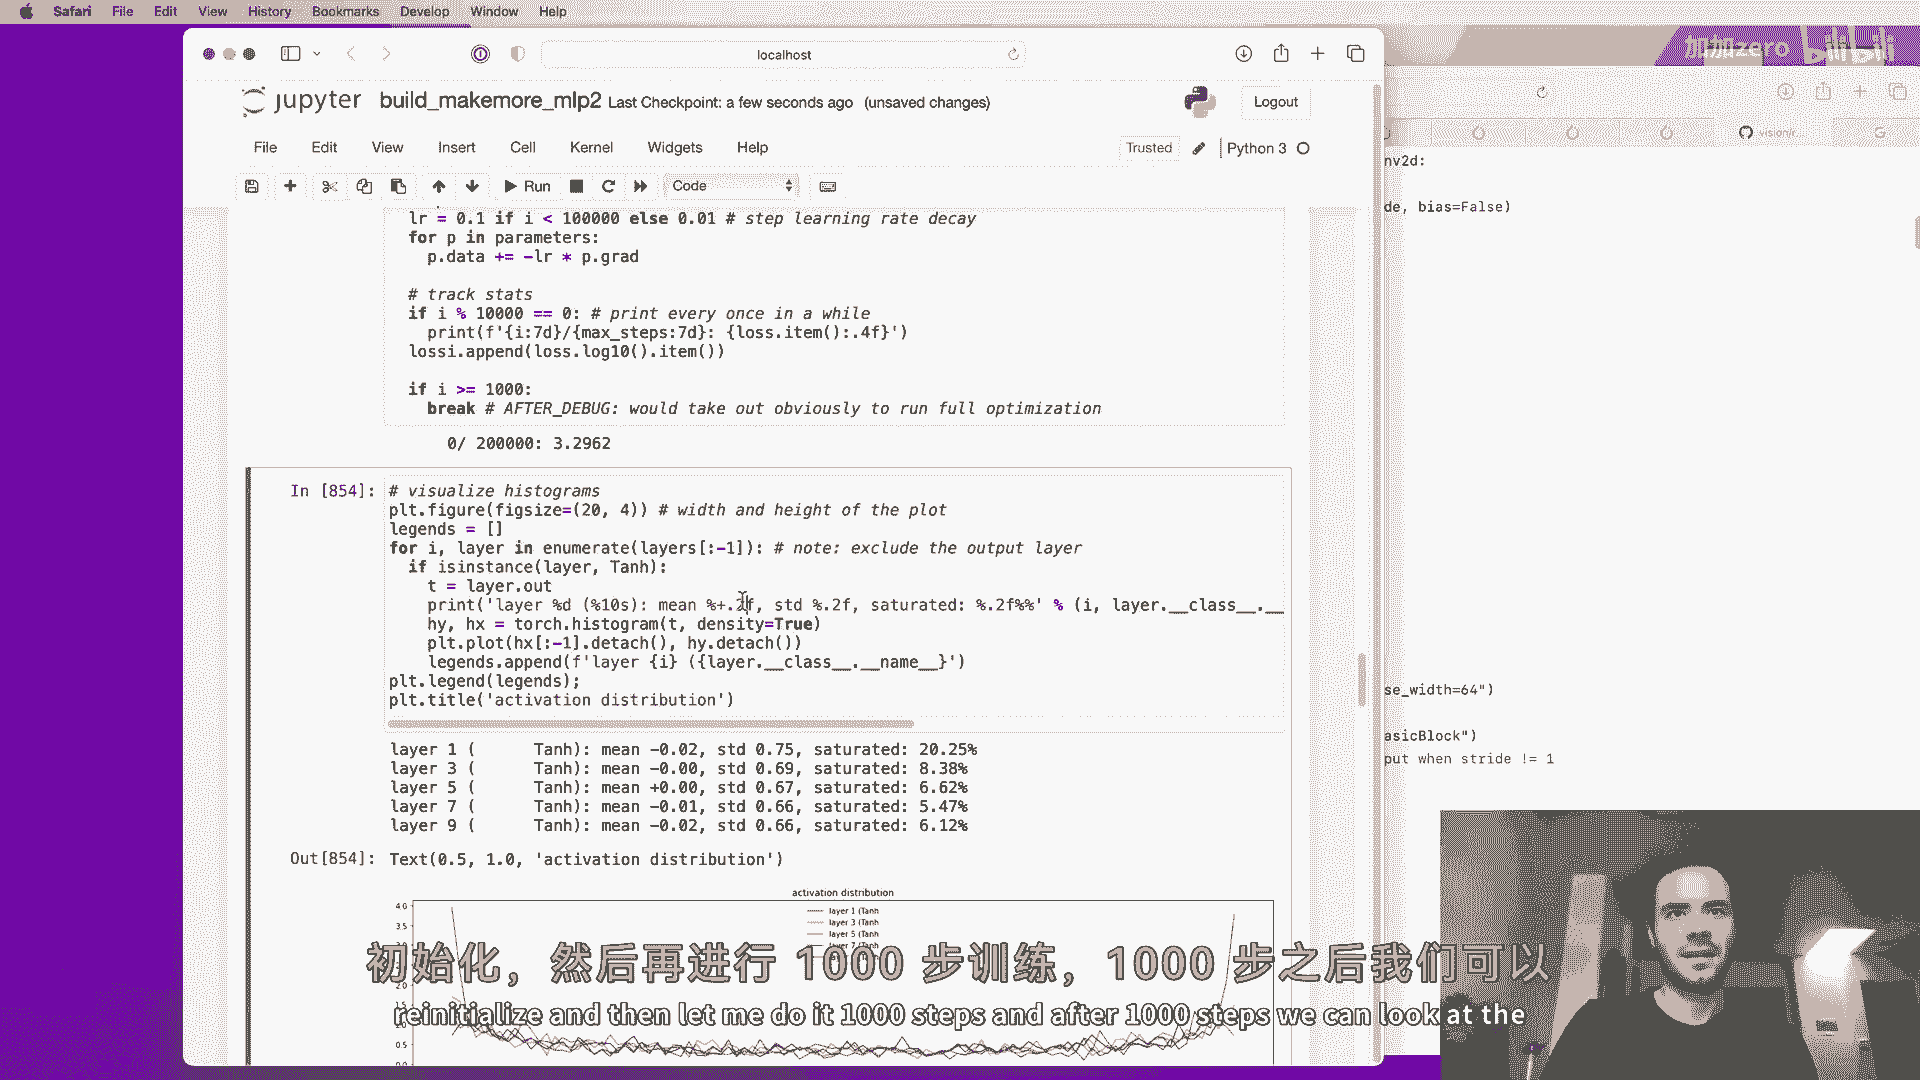 Safari File Edit View History Bookmarks Develop Window Help
加加zero bilibili
localhost
jupyter build_makemore_mlp2 Last Checkpoint: a few seconds ago (unsaved changes)
Logout
File Edit View Insert Cell Kernel Widgets Help
Trusted Python 3
Run Code
lr = 0.1 if i < 100000 else 0.01 # step learning rate decay
for p in parameters:
p.data += -lr * p.grad
# track stats
if i % 10000 == 0: # print every once in a while
print(f'{i:7d}/{max_steps:7d}: {loss.item():.4f}')
lossi.append(loss.log10().item())
if i >= 1000:
break # AFTER_DEBUG: would take out obviously to run full optimization
0/ 200000: 3.2962
In [854]: # visualize histograms
plt.figure(figsize=(20, 4)) # width and height of the plot
legends = []
for i, layer in enumerate(layers[:-1]): # note: exclude the output layer
if isinstance(layer, Tanh):
t = layer.out
print('layer %d (%10s): mean %+.2f, std %.2f, saturated: %.2f%%' % (i, layer.__class__.__
hy, hx = torch.histogram(t, density=True)
plt.plot(hx[:-1].detach(), hy.detach())
legends.append(f'layer {i} ({layer.__class__.__name__}')
plt.legend(legends);
plt.title('activation distribution')
layer 1 ( Tanh): mean -0.02, std 0.75, saturated: 20.25%
layer 3 ( Tanh): mean -0.00, std 0.69, saturated: 8.38%
layer 5 ( Tanh): mean +0.00, std 0.67, saturated: 6.62%
layer 7 ( Tanh): mean -0.01, std 0.66, saturated: 5.47%
layer 9 ( Tanh): mean -0.02, std 0.66, saturated: 6.12%
Out[854]: Text(0.5, 1.0, 'activation distribution')
activation distribution
4.0
3.5
2.0
0.5
0.0
layer 1 (Tanh
layer 3 (Tanh
layer 5 (Tanh
layer 7 (Tanh
vision/r...
nv2d:
de, bias=False)
se_width=64")
asicBlock")
put when stride != 1
初始化，然后再进行 1000 步训练，1000 步之后我们可以
reinitialize and then let me do it 1000 steps and after 1000 steps we can look at the